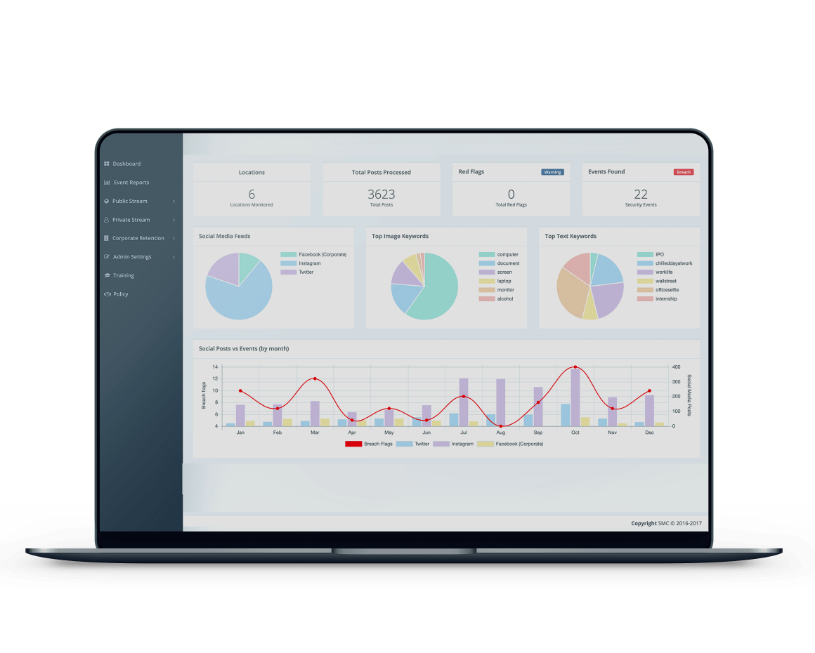 Dashboard
Event Reports
Public Stream
Private Stream
Corporate Retention
Admin Settings
Training
Policy
Locations
6
Locations Monitored
Total Posts Processed
3623
Total Posts
Red Flags
Warning
0
Total Red Flags
Events Found
Breach
22
Security Events
Social Media Feeds
Facebook (Corporate)
Instagram
Twitter
Top Image Keywords
computer
document
screen
laptop
monitor
alcohol
Top Text Keywords
IPO
worklife
internship
Social Posts vs Events (by month)
Breach flags
14
12
10
8
6
4
400
300
200
100
0
Social Media Posts
Jan Feb Mar Apr May Jun Jul Aug Sep Oct Nov Dec
Breach Flags Twitter Instagram Facebook (Corporate)
Copyright SMC © 2016-2017